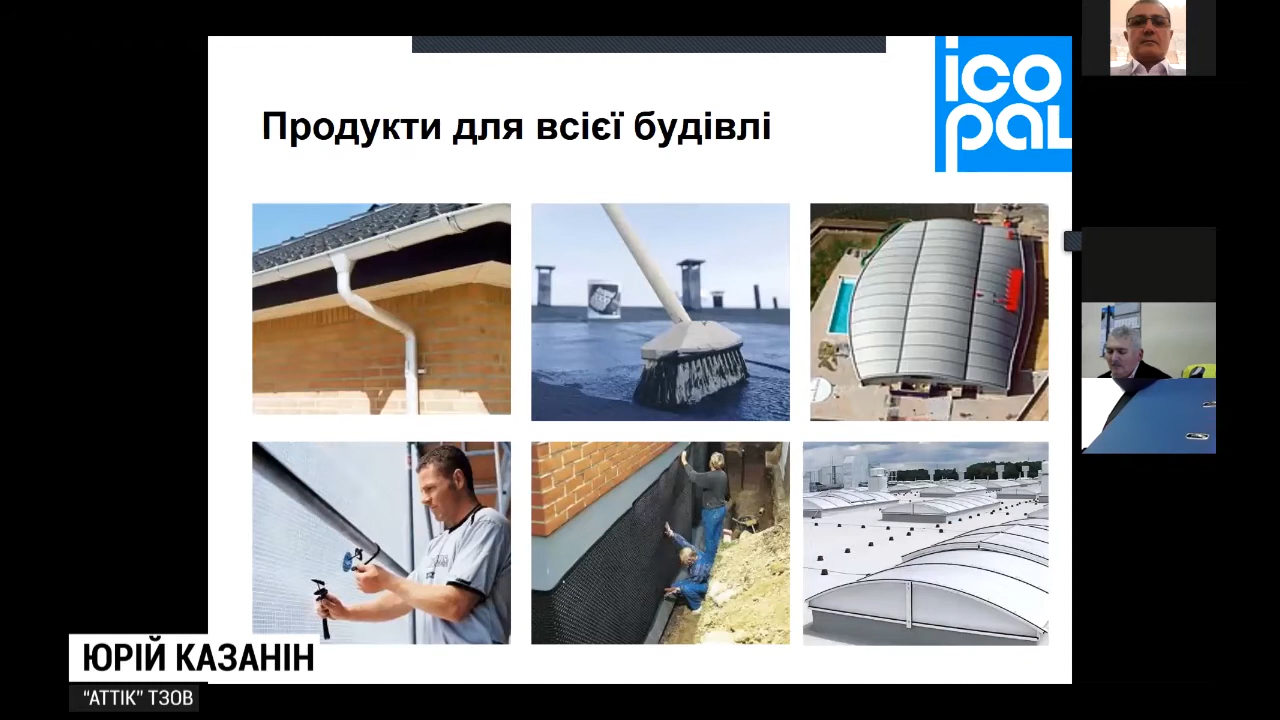 ico
paL
Продукти для всієї будівлі
ЮРІЙ КАЗАНІН
“АТТІК” ТЗОВ